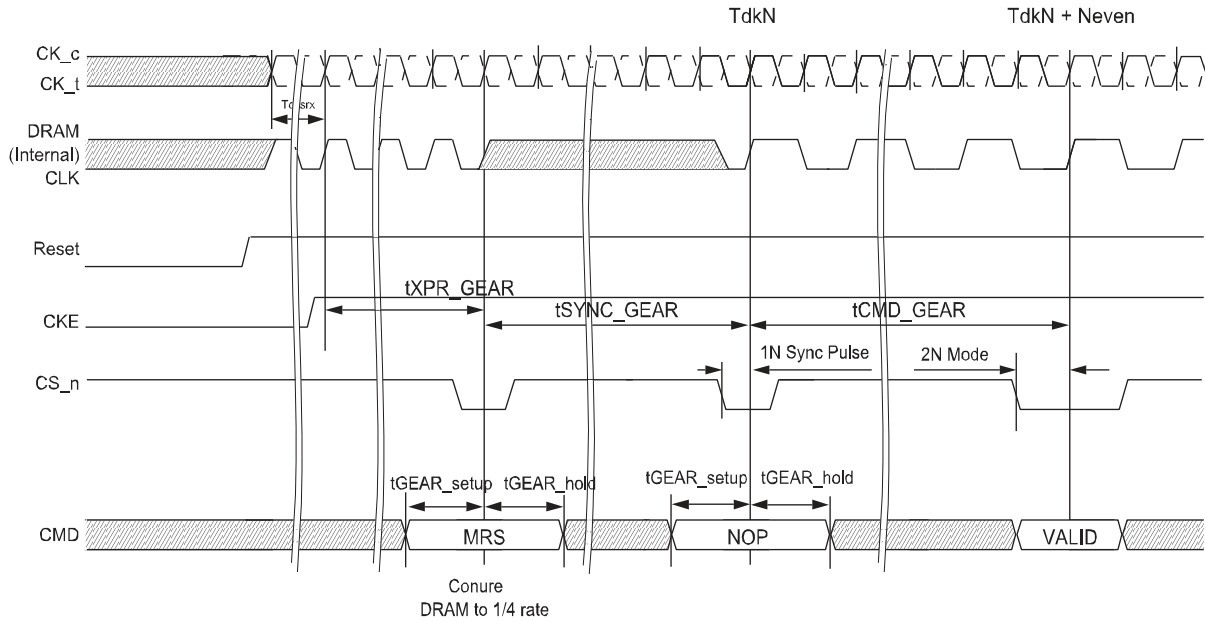 TdkN TdkN + Neven
CK_c
CK_t
DRAM
(Internal)
CLK
Reset
tXPR_GEAR
CKE
tSYNC_GEAR tCMD_GEAR
1N Sync Pulse 2N Mode
CS_n
tGEAR_setup tGEAR_hold tGEAR_setup tGEAR_hold
CMD MRS NOP VALID
Conure
DRAM to 1/4 rate